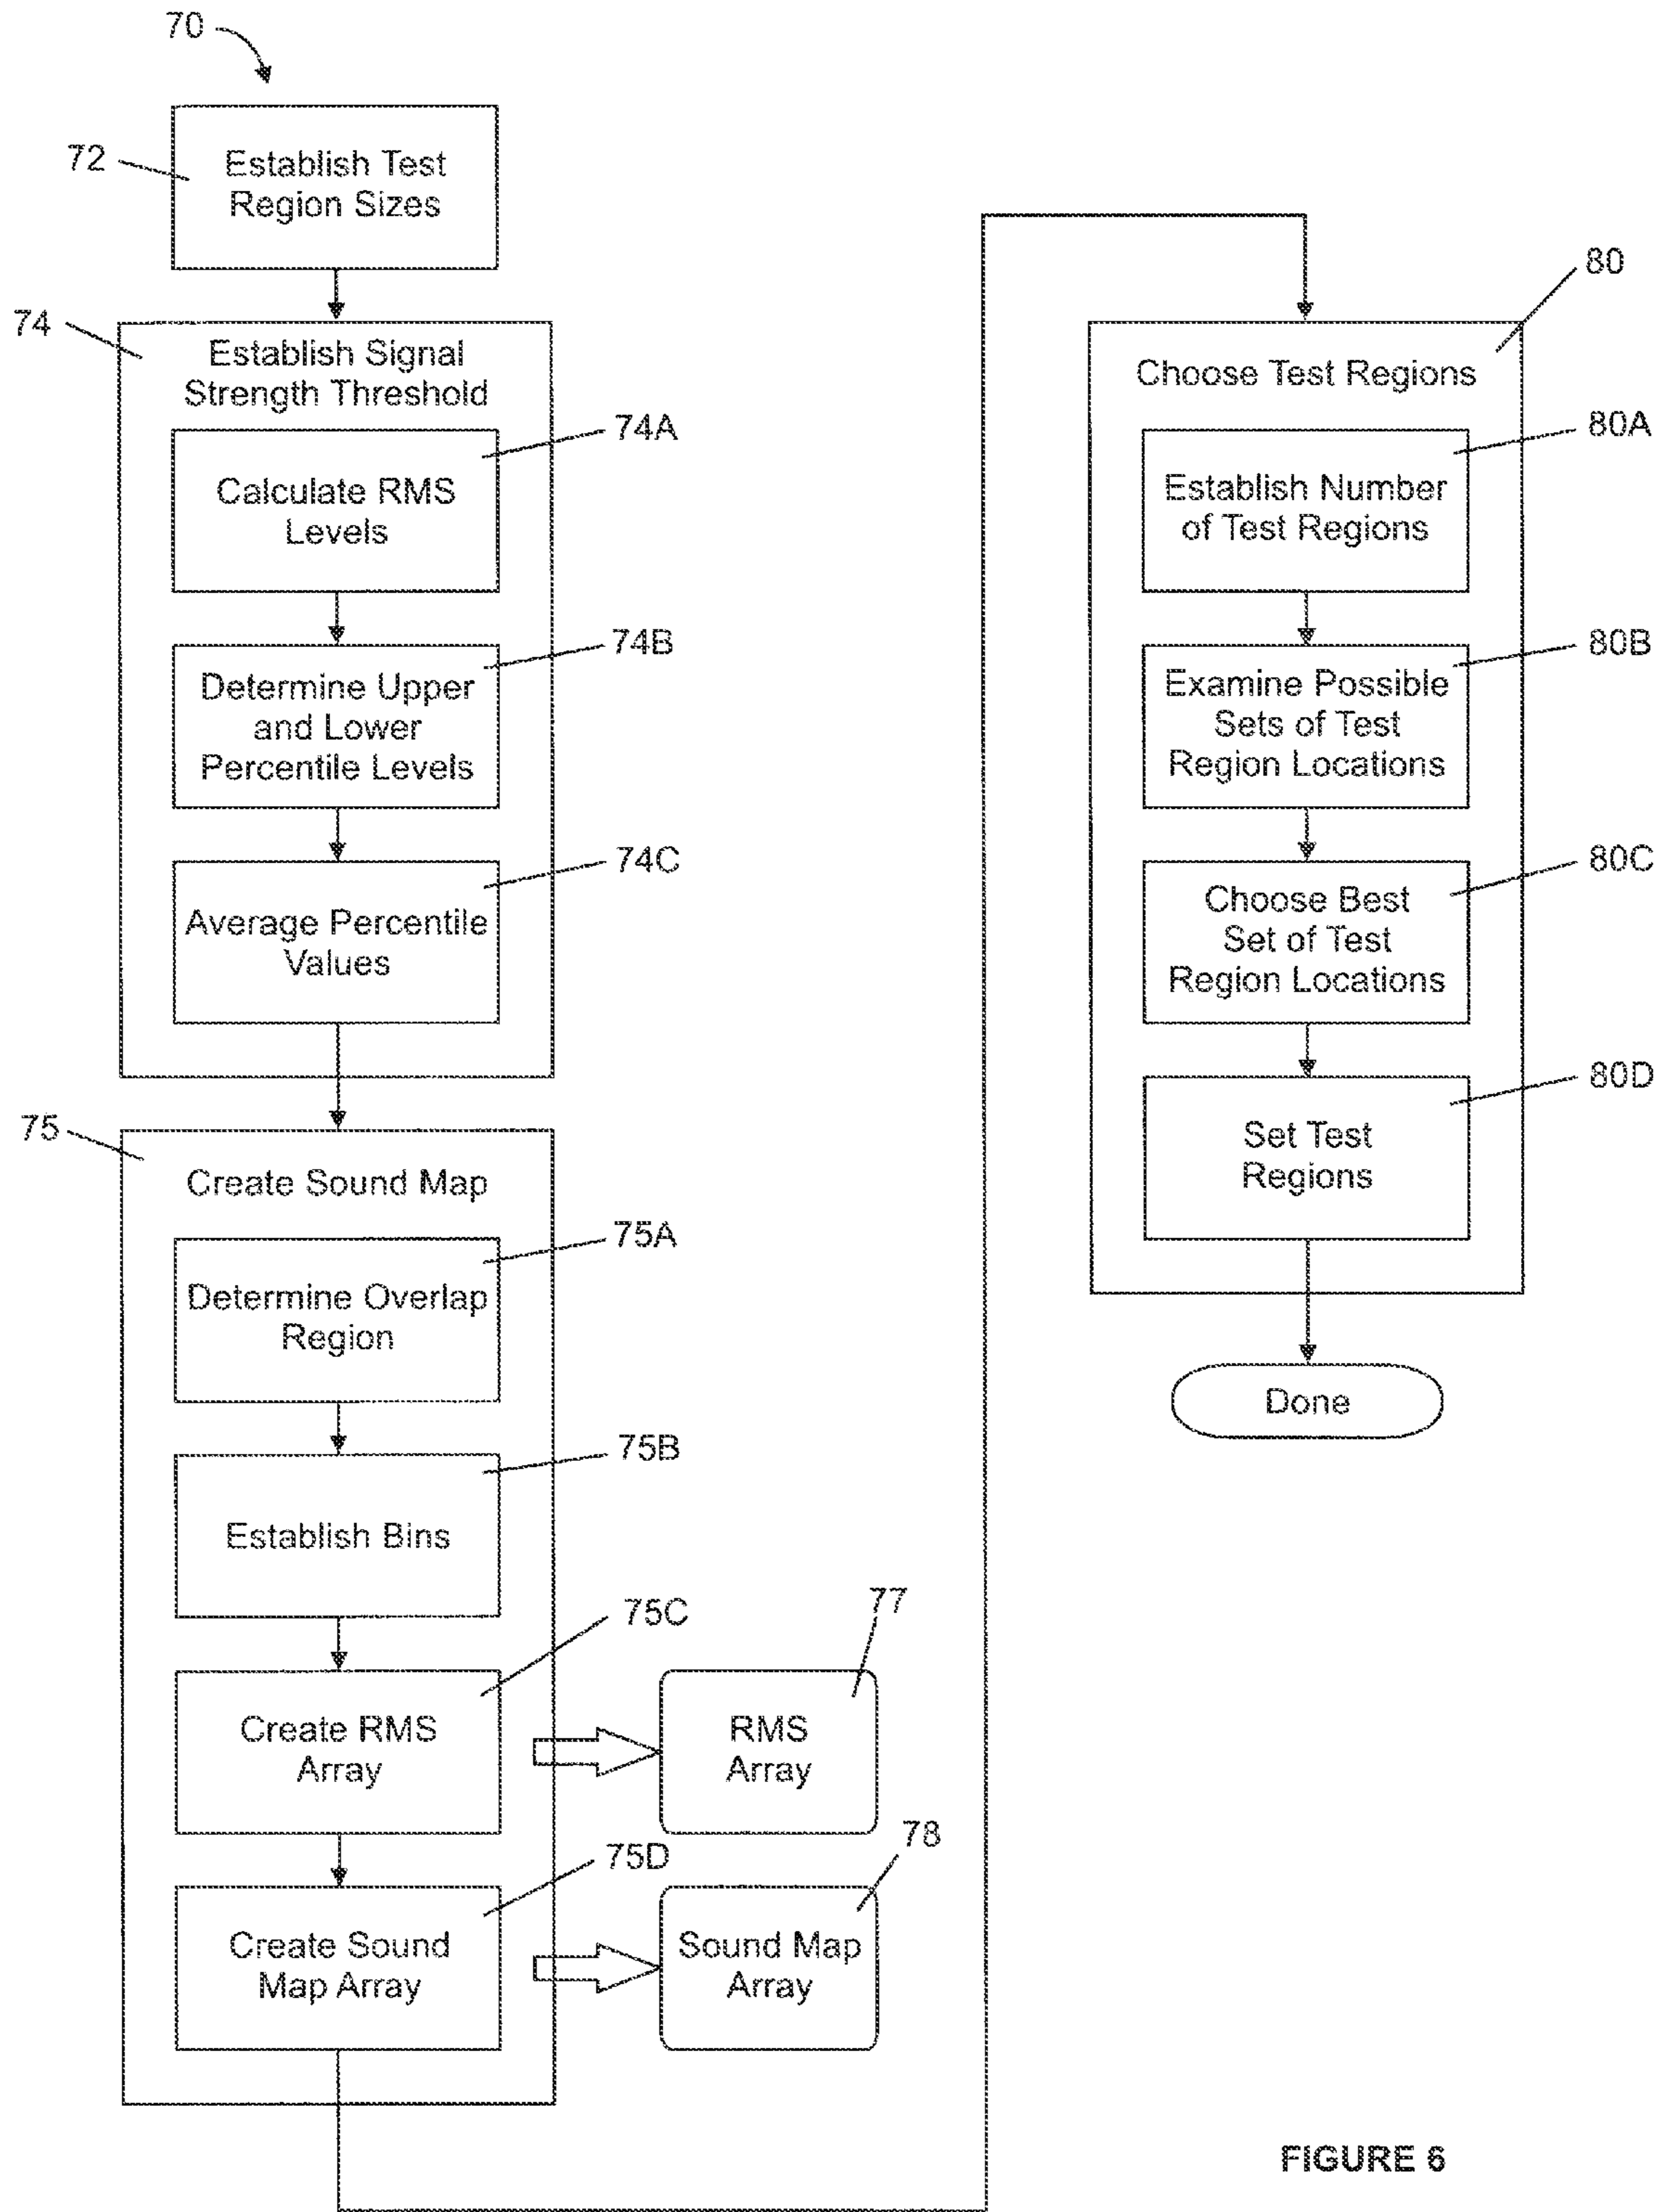 70
72
Establish Test
Region Sizes
74
Establish Signal
Strength Threshold
74A
Calculate RMS
Levels
74B
Determine Upper
and Lower
Percentile Levels
74C
Average Percentile
Values
75
Create Sound Map
75A
Determine Overlap
Region
75B
Establish Bins
75C
Create RMS
Array
77
RMS
Array
75D
Create Sound
Map Array
78
Sound Map
Array
80
Choose Test Regions
80A
Establish Number
of Test Regions
80B
Examine Possible
Sets of Test
Region Locations
80C
Choose Best
Set of Test
Region Locations
80D
Set Test
Regions
Done
FIGURE 6